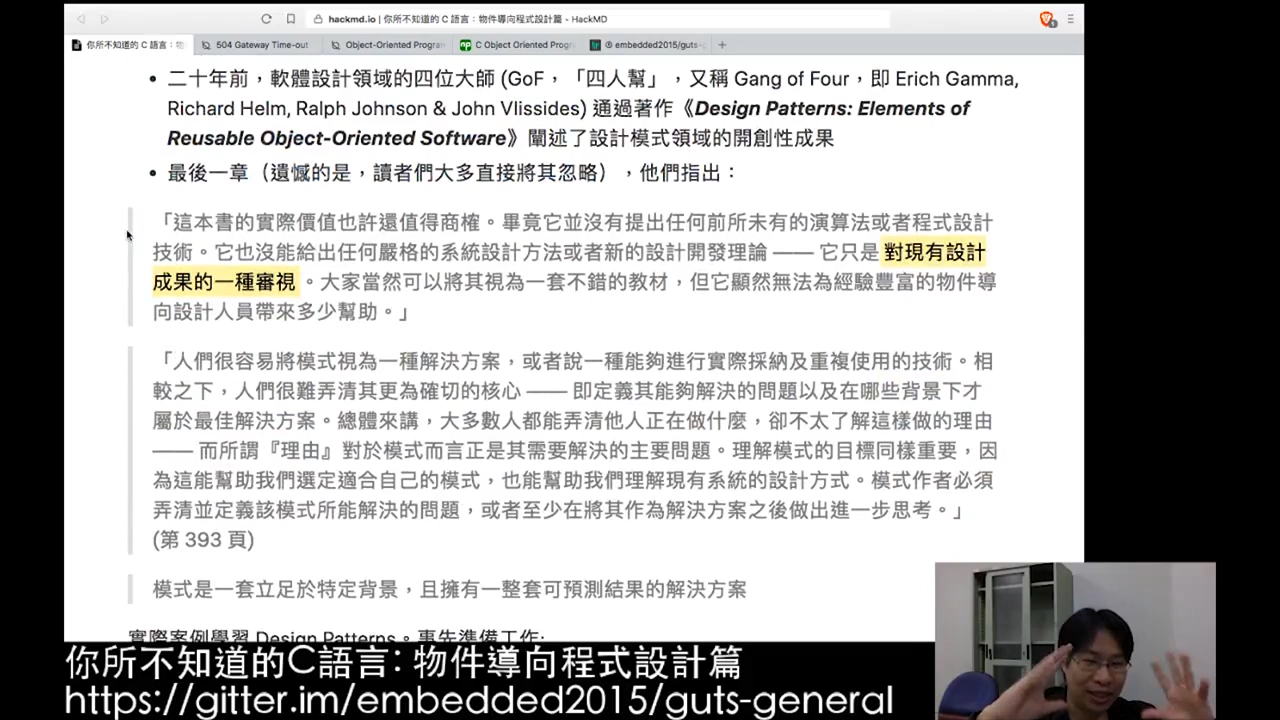 hackmd.io | 你所不知道的 C 語言：物件導向程式設計篇 - HackMD
你所不知道的 C 語言：物
504 Gateway Time-out
Object-Oriented Progran
C Object Oriented Progr
embedded2015/guts-g
• 二十年前，軟體設計領域的四位大師 (GoF，「四人幫」，又稱 Gang of Four，即 Erich Gamma,
Richard Helm, Ralph Johnson & John Vlissides) 通過著作《Design Patterns: Elements of
Reusable Object-Oriented Software》闡述了設計模式領域的開創性成果
• 最後一章（遺憾的是，讀者們大多直接將其忽略），他們指出：
「這本書的實際價值也許還值得商榷。畢竟它並沒有提出任何前所未有的演算法或者程式設計
技術。它也沒能給出任何嚴格的系統設計方法或者新的設計開發理論 —— 它只是 對現有設計
成果的一種審視 。大家當然可以將其視為一套不錯的教材，但它顯然無法為經驗豐富的物件導
向設計人員帶來多少幫助。」
「人們很容易將模式視為一種解決方案，或者說一種能夠進行實際採納及重複使用的技術。相
較之下，人們很難弄清其更為確切的核心 —— 即定義其能夠解決的問題以及在哪些背景下才
屬於最佳解決方案。總體來講，大多數人都能弄清他人正在做什麼，卻不太了解這樣做的理由
—— 而所謂『理由』對於模式而言正是其需要解決的主要問題。理解模式的目標同樣重要，因
為這能幫助我們選定適合自己的模式，也能幫助我們理解現有系統的設計方式。模式作者必須
弄清並定義該模式所能解決的問題，或者至少在將其作為解決方案之後做出進一步思考。」
(第 393 頁)
模式是一套立足於特定背景，且擁有一整套可預測結果的解決方案
實際案例學習 Design Patterns。事先準備工作:
你所不知道的C語言: 物件導向程式設計篇
https://gitter.im/embedded2015/guts-general